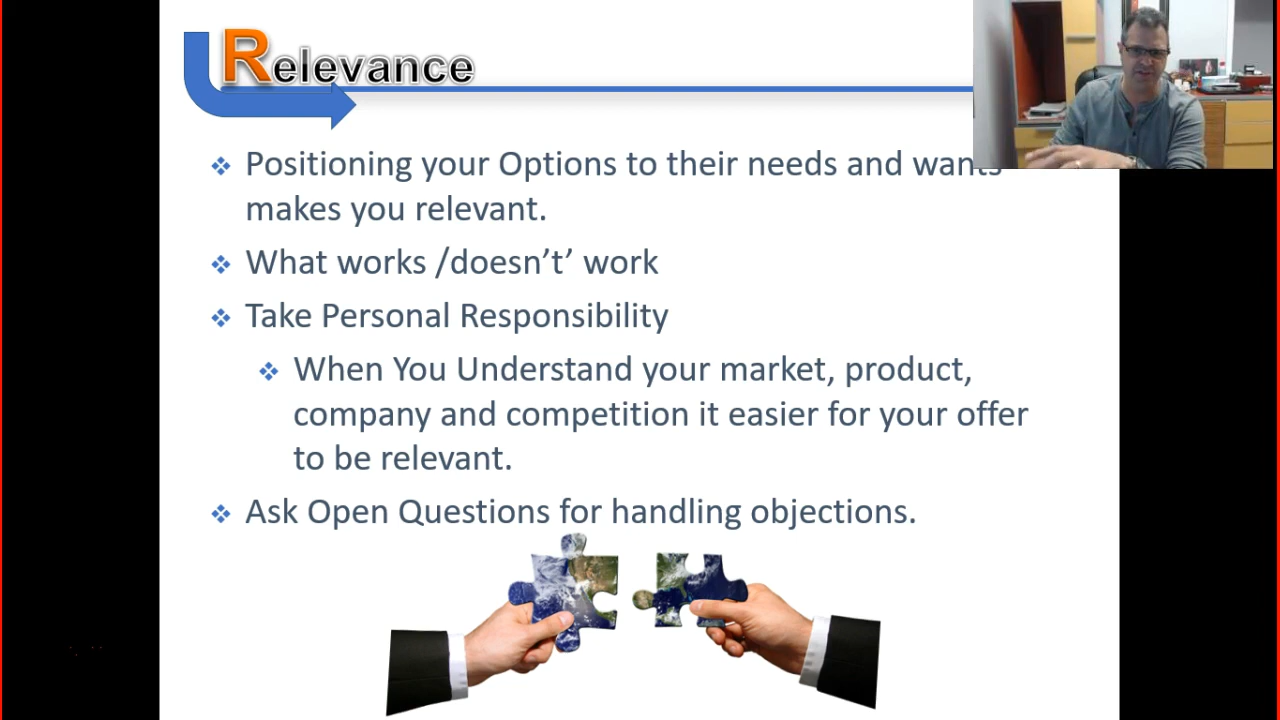 Relevance
Positioning your Options to their needs and wants
makes you relevant.
What works /doesn’t’ work
Take Personal Responsibility
When You Understand your market, product,
company and competition it easier for your offer
to be relevant.
Ask Open Questions for handling objections.